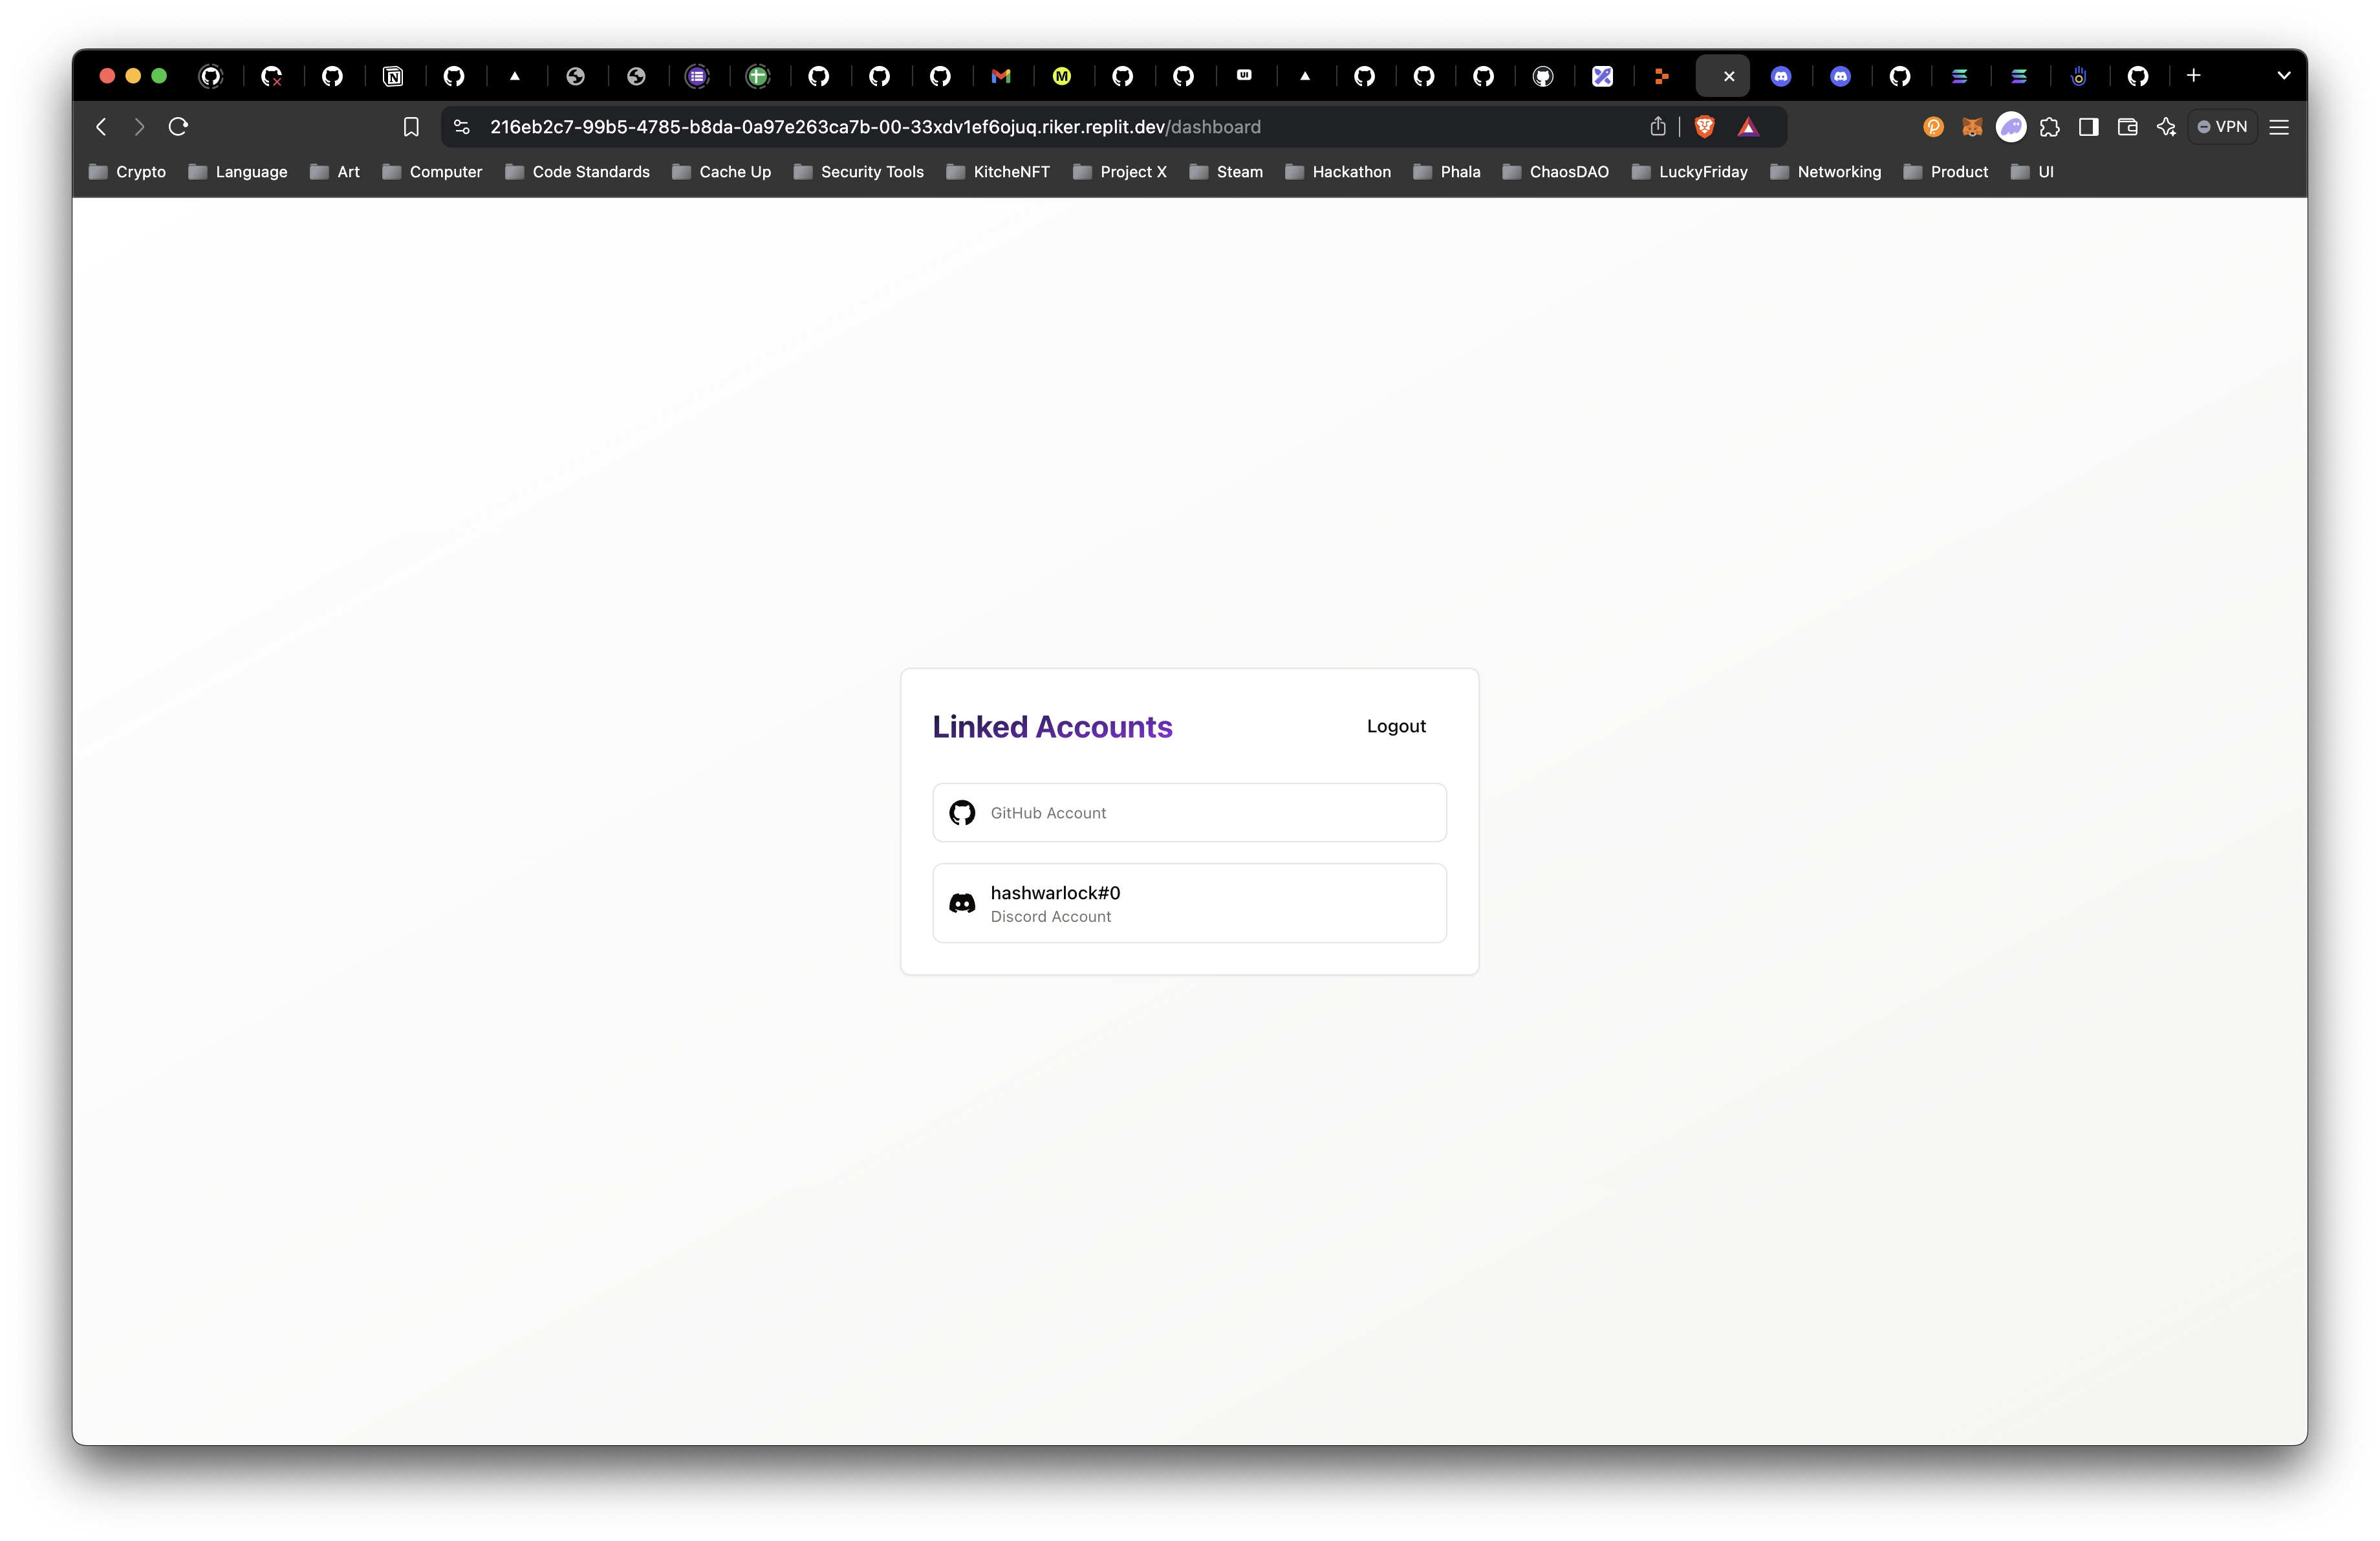 216eb2c7-99b5-4785-b8da-0a97e263ca7b-00-33xdv1ef6ojuq.riker.replit.dev/dashboard
VPN
Crypto Language Art Computer Code Standards Cache Up Security Tools KitcheNFT Project X Steam Hackathon Phala ChaosDAO LuckyFriday Networking Product UI
Linked Accounts
Logout
GitHub Account
hashwarlock#0
Discord Account